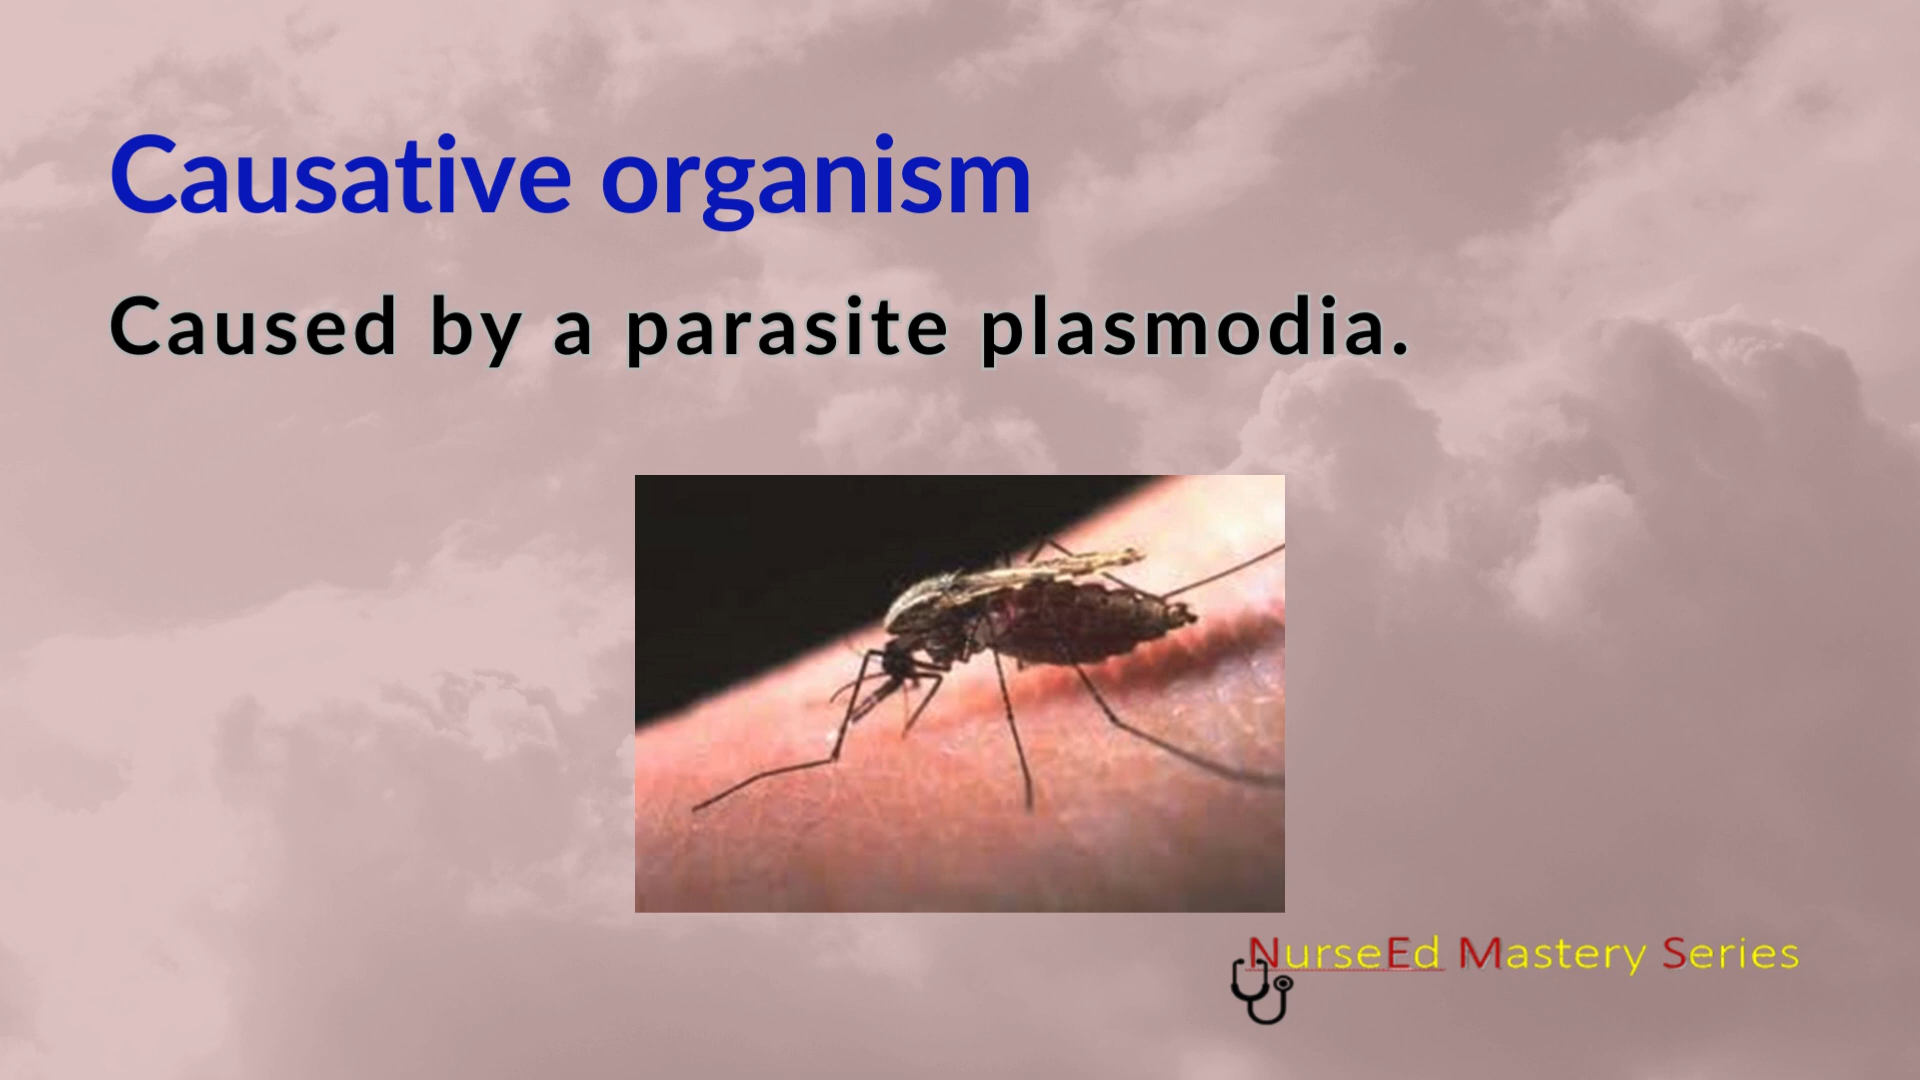 Causative organism
Caused by a parasite plasmodia.
NurseEd Mastery Series